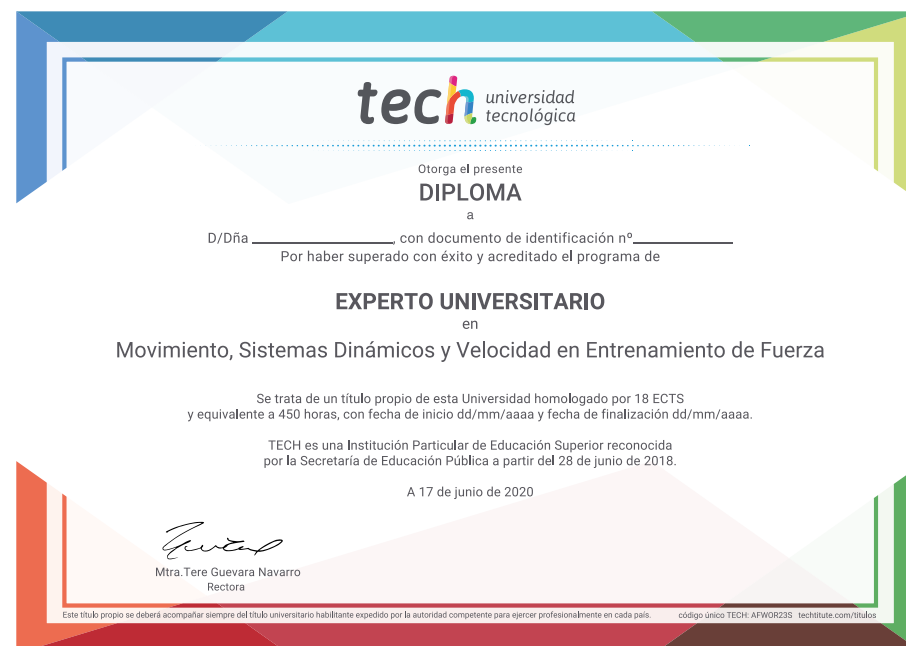 tech universidad
tecnológica
Otorga el presente
DIPLOMA
a
D/Dña ____________________, con documento de identificación nº______________
Por haber superado con éxito y acreditado el programa de
EXPERTO UNIVERSITARIO
en
Movimiento, Sistemas Dinámicos y Velocidad en Entrenamiento de Fuerza
Se trata de un título propio de esta Universidad homologado por 18 ECTS
y equivalente a 450 horas, con fecha de inicio dd/mm/aaaa y fecha de finalización dd/mm/aaaa.
TECH es una Institución Particular de Educación Superior reconocida
por la Secretaría de Educación Pública a partir del 28 de junio de 2018.
A 17 de junio de 2020
Mtra.Tere Guevara Navarro
Rectora
Este título propio se deberá acompañar siempre del título universitario habilitante expedido por la autoridad competente para ejercer profesionalmente en cada país. código único TECH: AFWOR23S techtitute.com/titulos